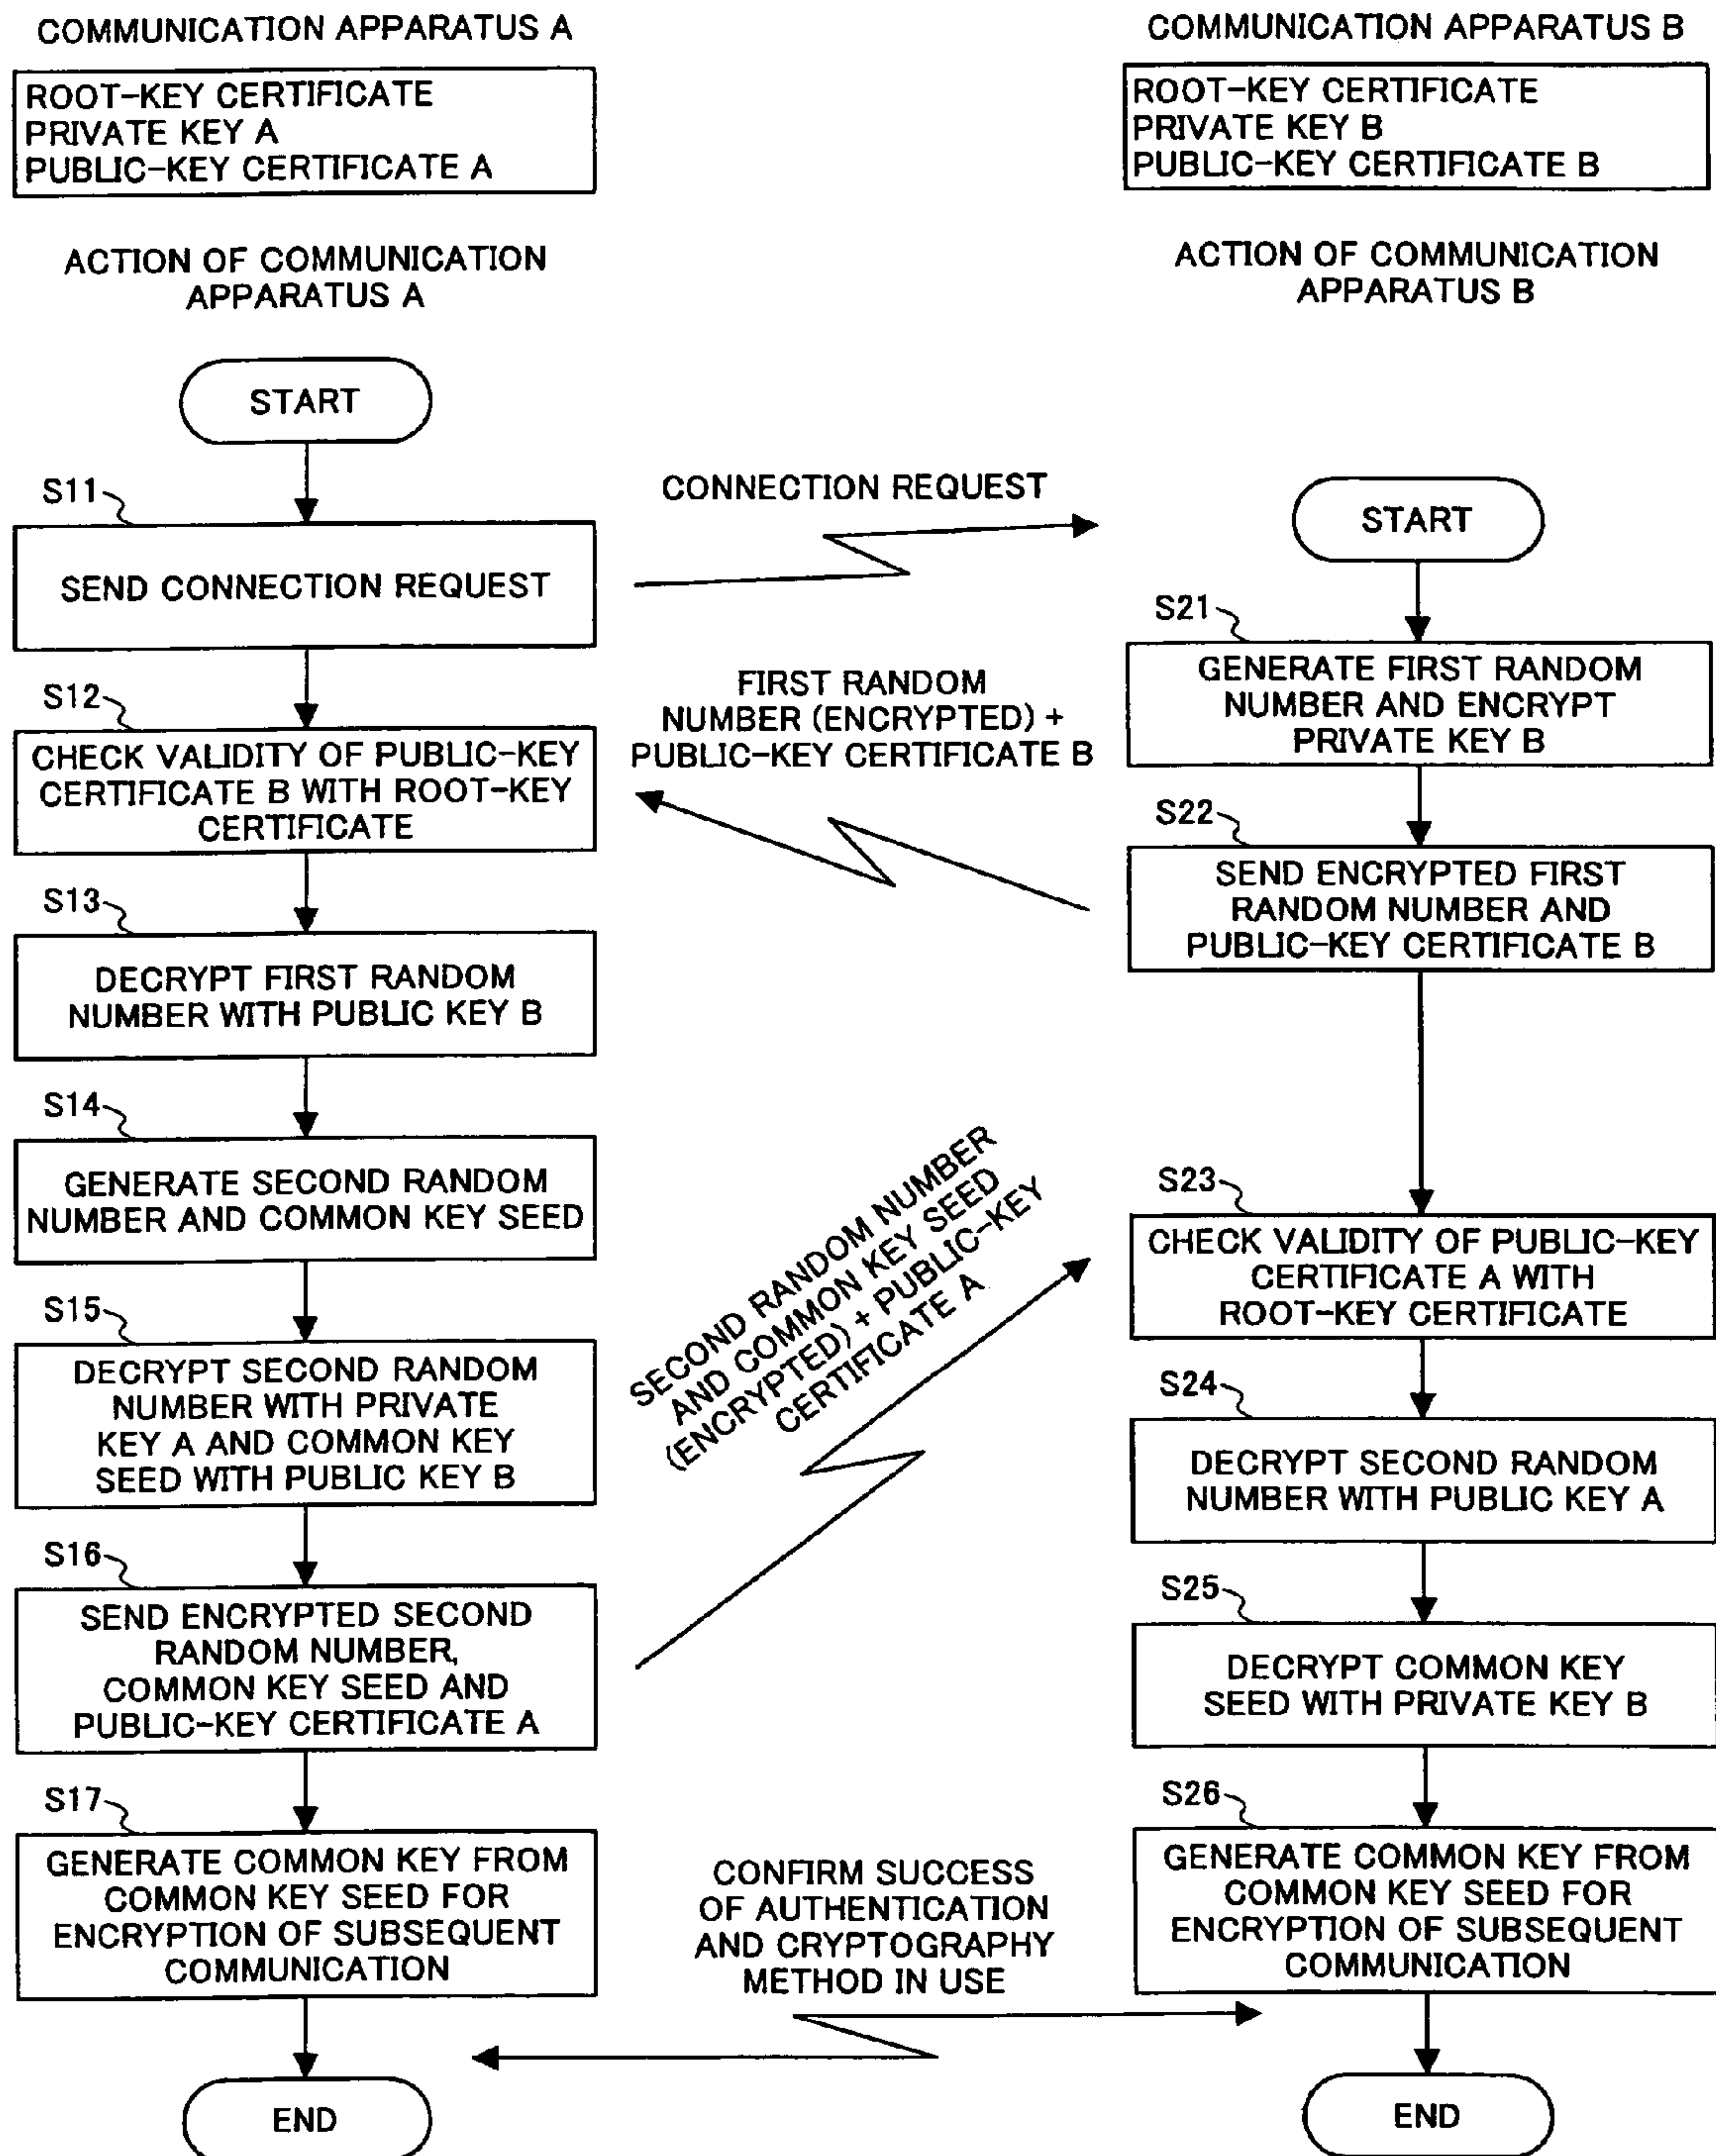 COMMUNICATION APPARATUS A
ROOT-KEY CERTIFICATE
PRIVATE KEY A
PUBLIC-KEY CERTIFICATE A
ACTION OF COMMUNICATION
APPARATUS A
START
S11
SEND CONNECTION REQUEST
S12
CHECK VALIDITY OF PUBLIC-KEY
CERTIFICATE B WITH ROOT-KEY
CERTIFICATE
S13
DECRYPT FIRST RANDOM
NUMBER WITH PUBLIC KEY B
S14
GENERATE SECOND RANDOM
NUMBER AND COMMON KEY SEED
S15
DECRYPT SECOND RANDOM
NUMBER WITH PRIVATE
KEY A AND COMMON KEY
SEED WITH PUBLIC KEY B
S16
SEND ENCRYPTED SECOND
RANDOM NUMBER,
COMMON KEY SEED AND
PUBLIC-KEY CERTIFICATE A
S17
GENERATE COMMON KEY FROM
COMMON KEY SEED FOR
ENCRYPTION OF SUBSEQUENT
COMMUNICATION
END
CONNECTION REQUEST
FIRST RANDOM
NUMBER (ENCRYPTED) +
PUBLIC-KEY CERTIFICATE B
SECOND RANDOM NUMBER
AND COMMON KEY SEED
(ENCRYPTED) + PUBLIC-KEY
CERTIFICATE A
CONFIRM SUCCESS
OF AUTHENTICATION
AND CRYPTOGRAPHY
METHOD IN USE
COMMUNICATION APPARATUS B
ROOT-KEY CERTIFICATE
PRIVATE KEY B
PUBLIC-KEY CERTIFICATE B
ACTION OF COMMUNICATION
APPARATUS B
START
S21
GENERATE FIRST RANDOM
NUMBER AND ENCRYPT
PRIVATE KEY B
S22
SEND ENCRYPTED FIRST
RANDOM NUMBER AND
PUBLIC-KEY CERTIFICATE B
S23
CHECK VALIDITY OF PUBLIC-KEY
CERTIFICATE A WITH
ROOT-KEY CERTIFICATE
S24
DECRYPT SECOND RANDOM
NUMBER WITH PUBLIC KEY A
S25
DECRYPT COMMON KEY
SEED WITH PRIVATE KEY B
S26
GENERATE COMMON KEY FROM
COMMON KEY SEED FOR
ENCRYPTION OF SUBSEQUENT
COMMUNICATION
END